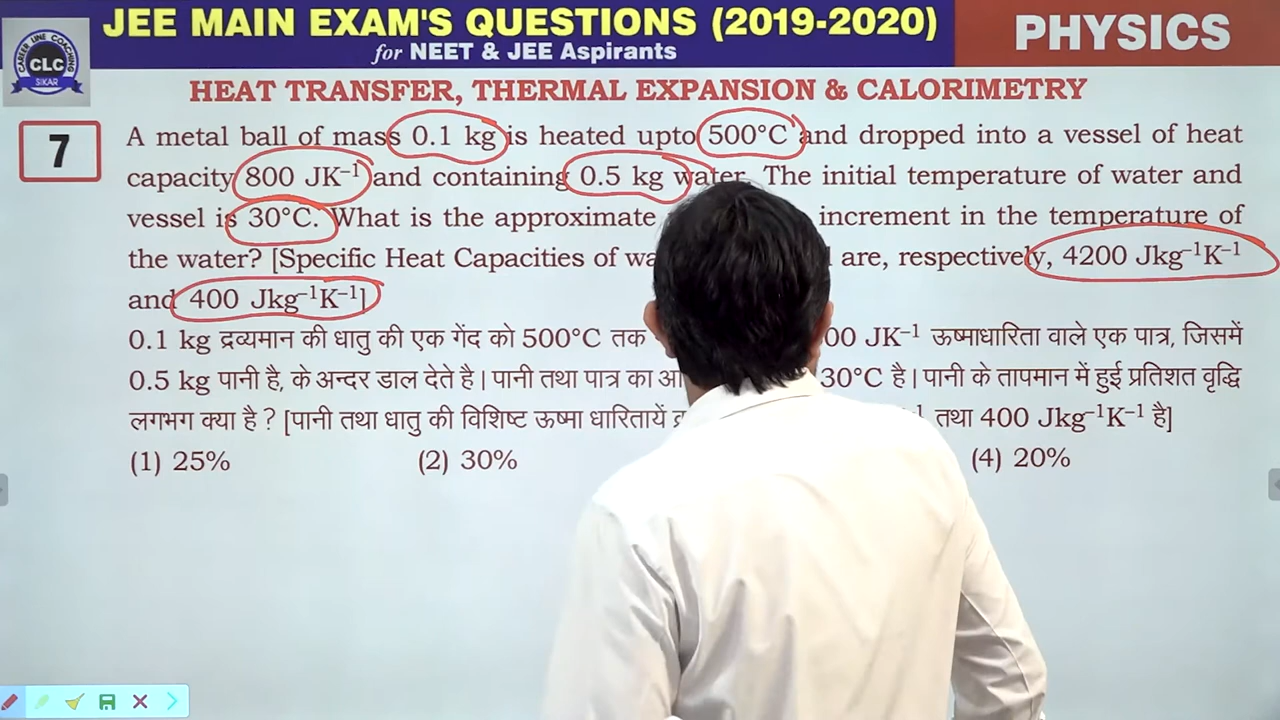 JEE MAIN EXAM'S QUESTIONS (2019-2020)
for NEET & JEE Aspirants
PHYSICS
CAREER LINE COACHING
CLC
SIKAR
HEAT TRANSFER, THERMAL EXPANSION & CALORIMETRY
7
A metal ball of mass 0.1 kg is heated upto 500°C and dropped into a vessel of heat
capacity 800 JK⁻¹ and containing 0.5 kg water. The initial temperature of water and
vessel is 30°C. What is the approximate increment in the temperature of
the water? [Specific Heat Capacities of are, respectively, 4200 Jkg⁻¹K⁻¹
and 400 Jkg⁻¹K⁻¹]
0.1 kg द्रव्यमान की धातु की एक गेंद को 500°C तक 00 JK⁻¹ ऊष्माधारिता वाले एक पात्र, जिसमें
0.5 kg पानी है, के अन्दर डाल देते है। पानी तथा पात्र का 30°C है। पानी के तापमान में हुई प्रतिशत वृद्धि
लगभग क्या है ? [पानी तथा धातु की विशिष्ट ऊष्मा धारितायें तथा 400 Jkg⁻¹K⁻¹ है]
(1) 25% (2) 30% (4) 20%